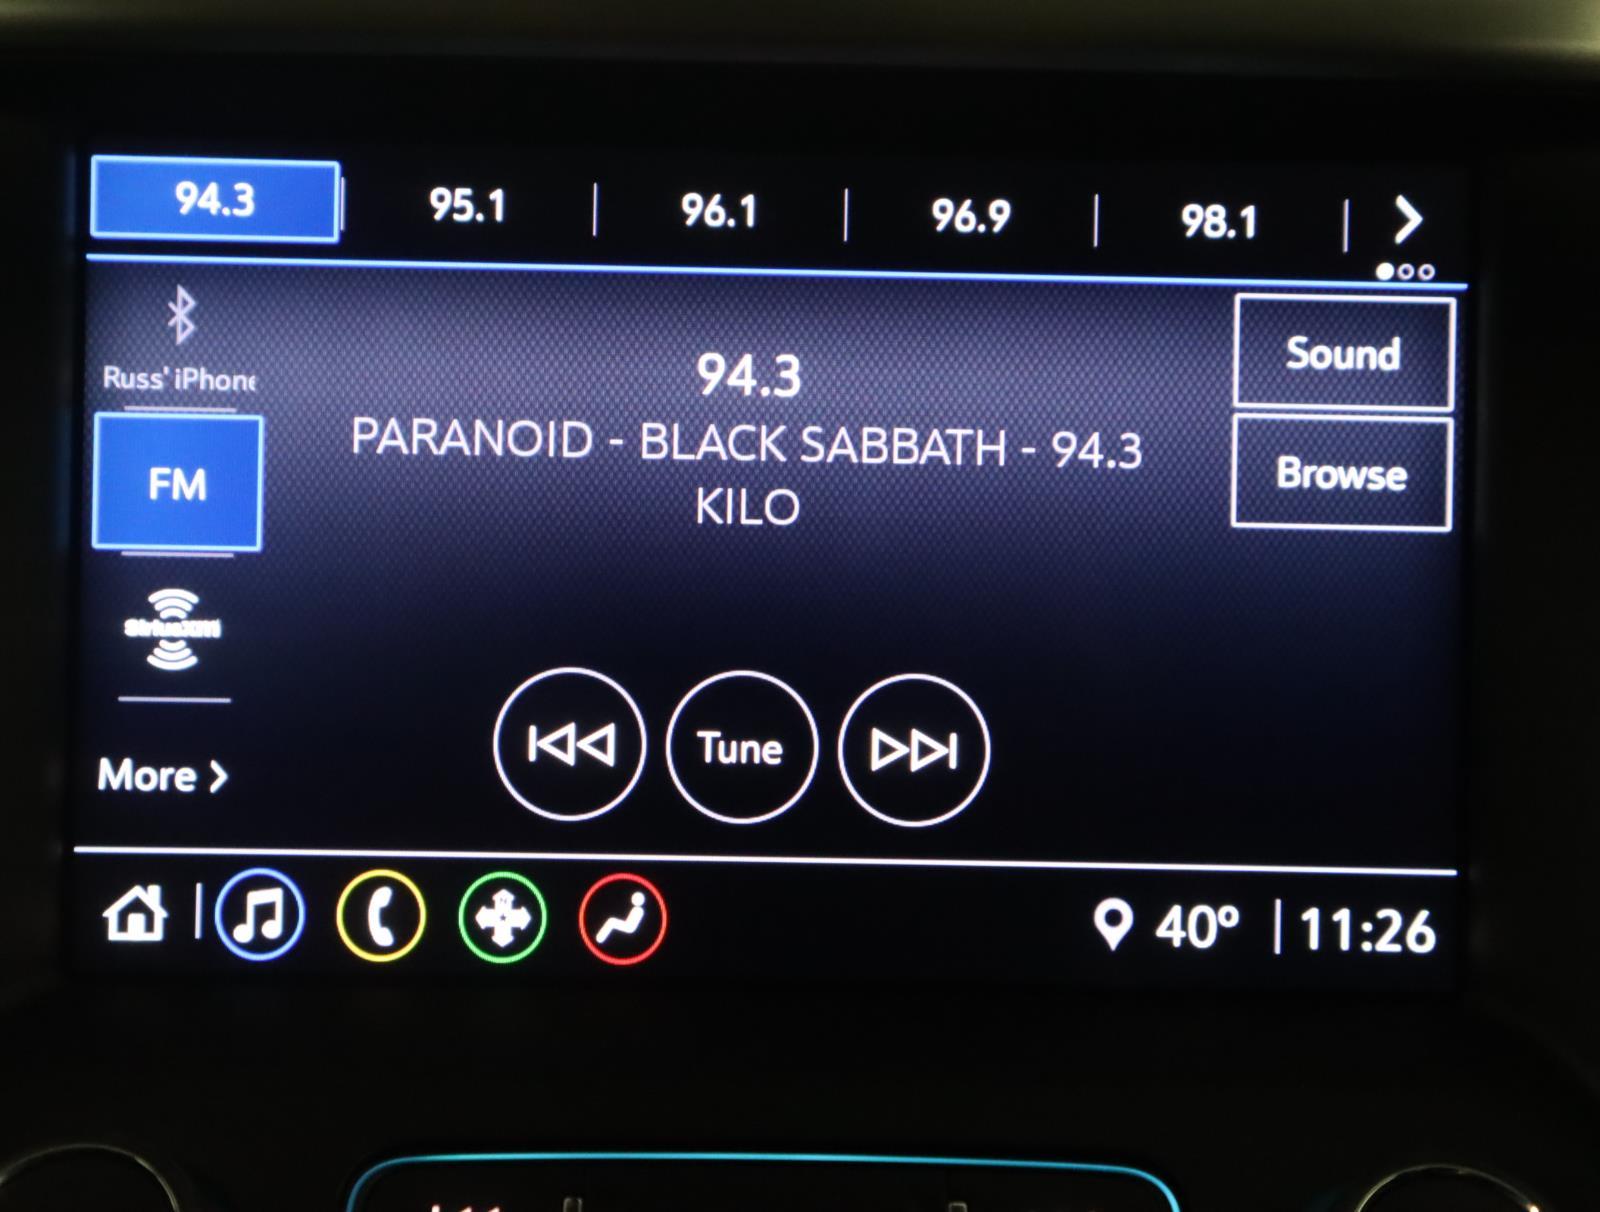 94.3 | 95.1 | 96.1 | 96.9 | 98.1 |
Russ' iPhone
94.3
Sound
PARANOID - BLACK SABBATH - 94.3
KILO
Browse
FM
SiriusXM
Tune
More
N
40° | 11:26